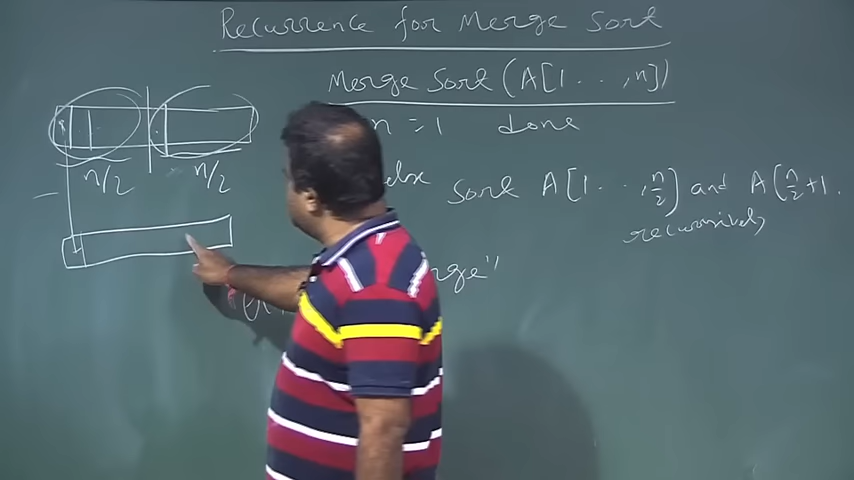 Recurrence for Merge Sort
Merge Sort (A[1 . . , n])
n = 1 done
else Sort A[1 . . , n/2] and A[n/2+1 .
recursively
n/2 n/2